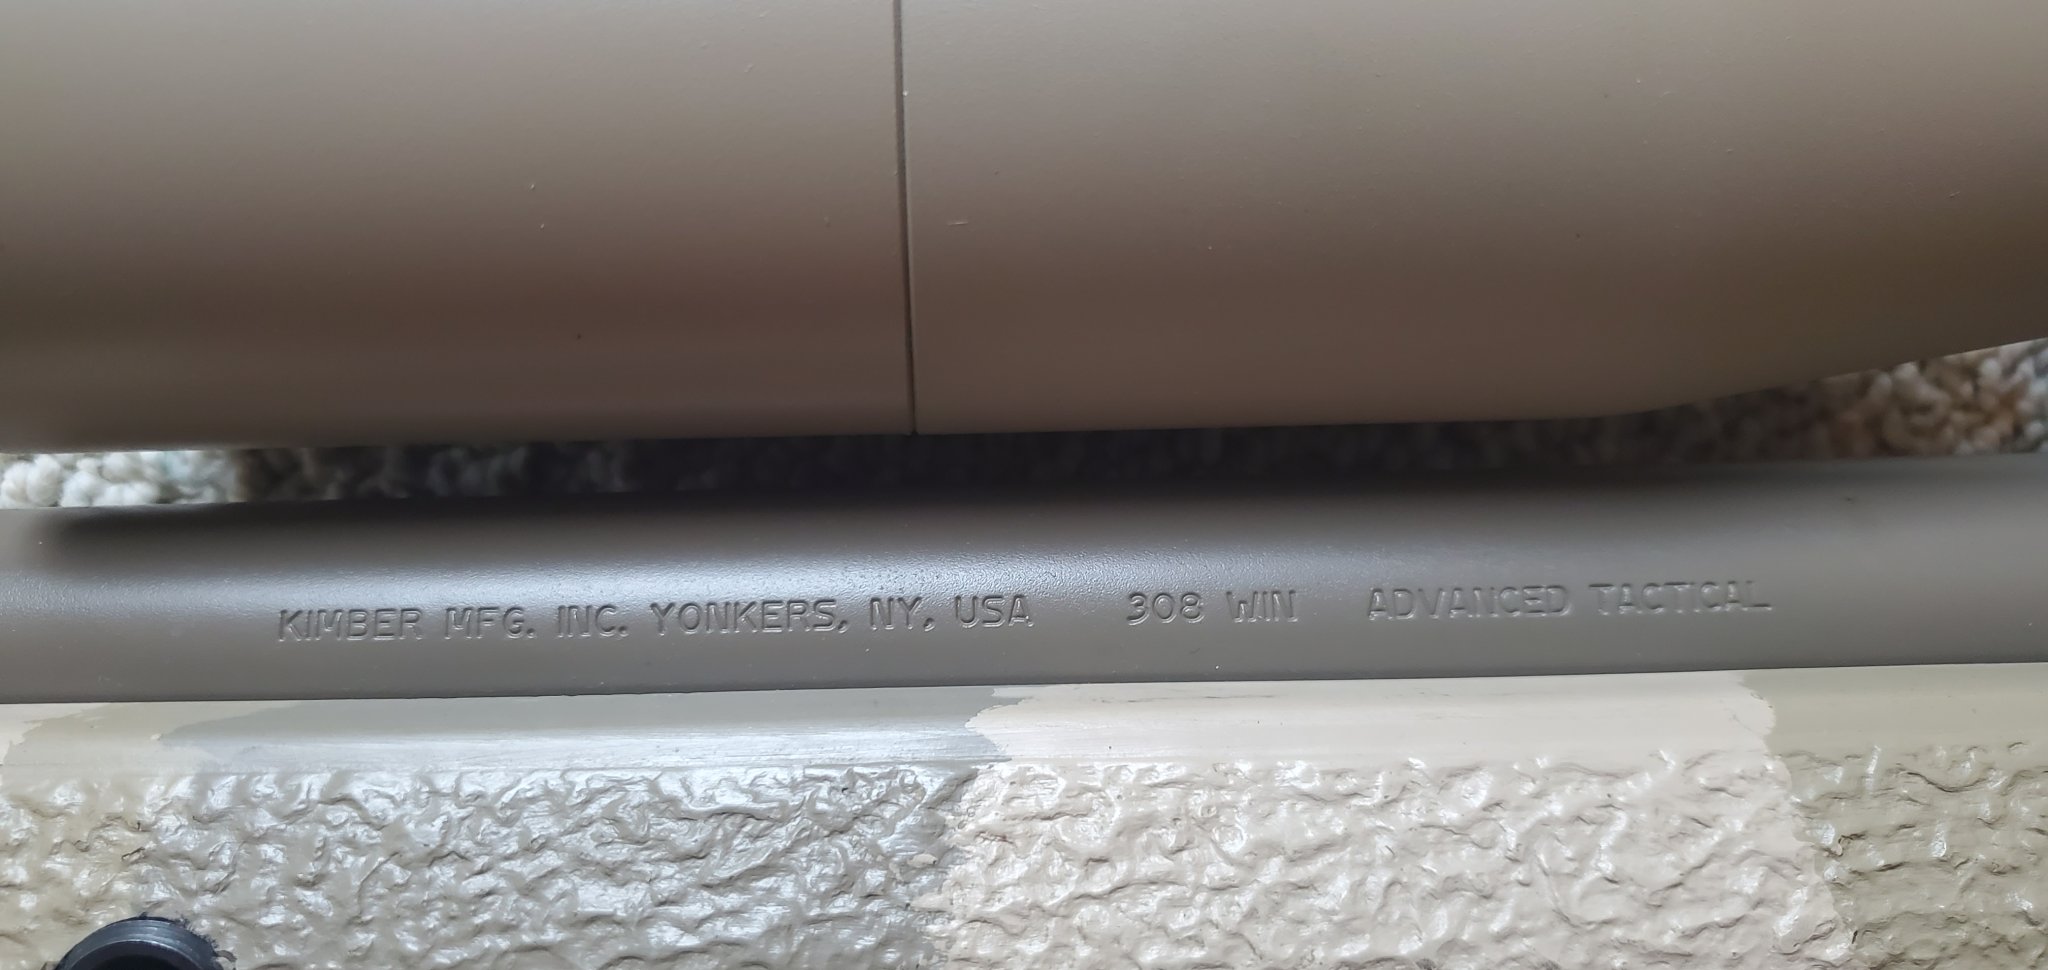 KIMBER MFG. INC. YONKERS, NY, USA 308 WIN ADVANCED TACTICAL